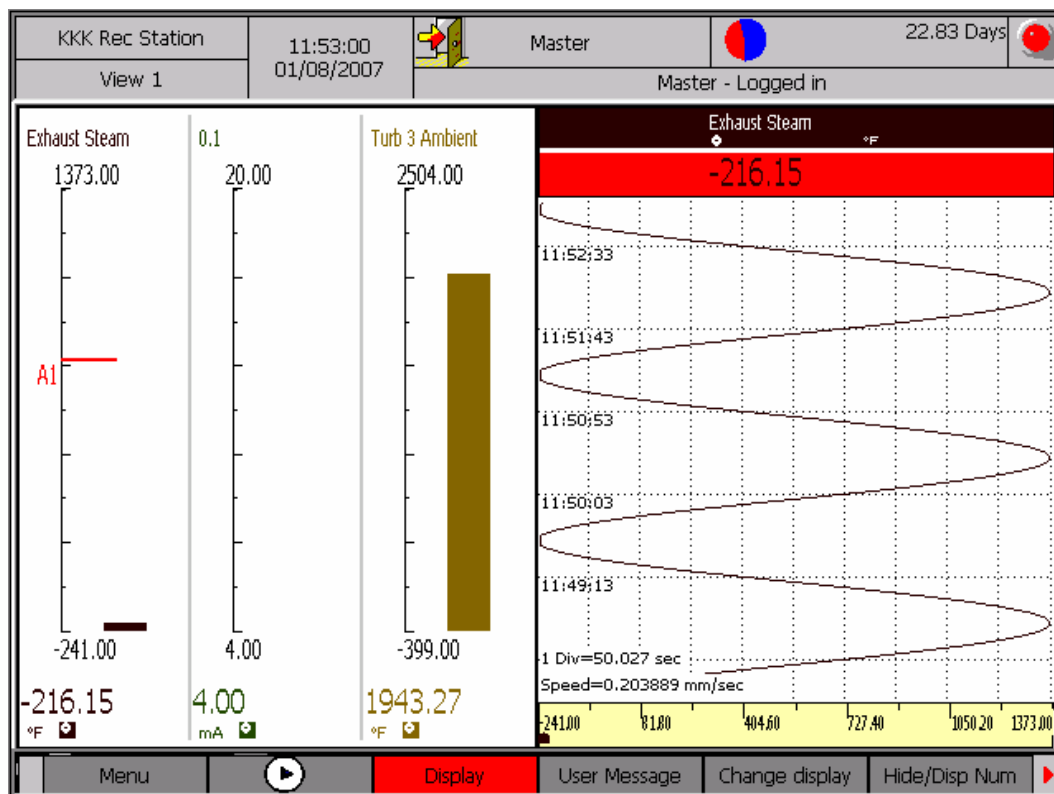 KKK Rec Station
View 1
11:53:00
01/08/2007
Master
22.83 Days
Master - Logged in
Exhaust Steam
1373.00
A1
-241.00
-216.15
°F
0.1
20.00
4.00
4.00
mA
Turb 3 Ambient
2504.00
-399.00
1943.27
°F
Exhaust Steam
°F
-216.15
11:52:33
11:51:43
11:50:53
11:50:03
11:49:13
1 Div=50.027 sec
Speed=0.203889 mm/sec
-241.00 81.80 404.60 727.40 1050.20 1373.00
Menu Display User Message Change display Hide/Disp Num